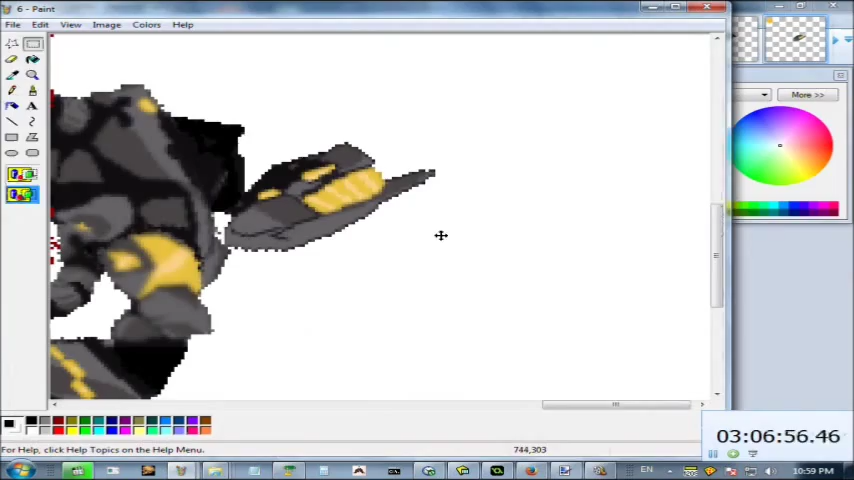 6 - Paint
File Edit View Image Colors Help
More >>
For Help, click Help Topics on the Help Menu.
744,303
03:06:56.46
EN
10:59 PM